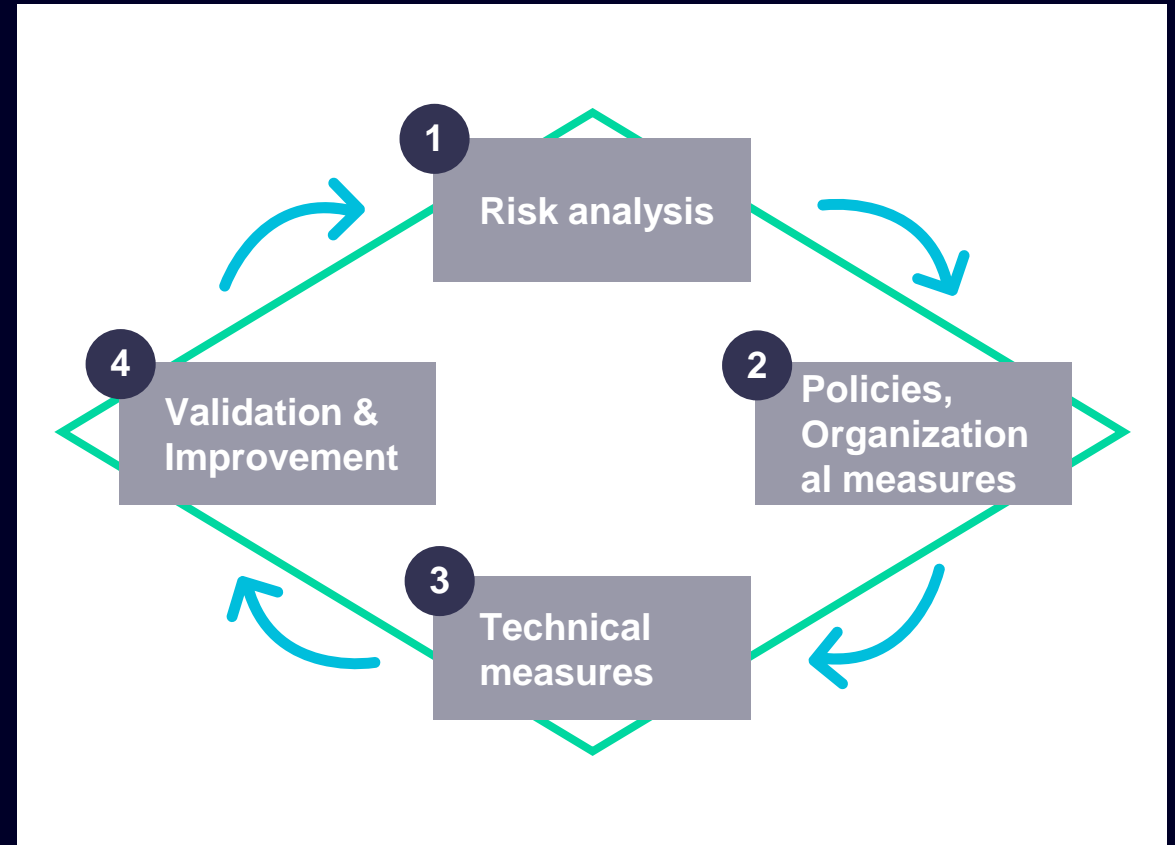 1
Risk analysis
2
Policies,
Organization
al measures
3
Technical
measures
4
Validation &
Improvement